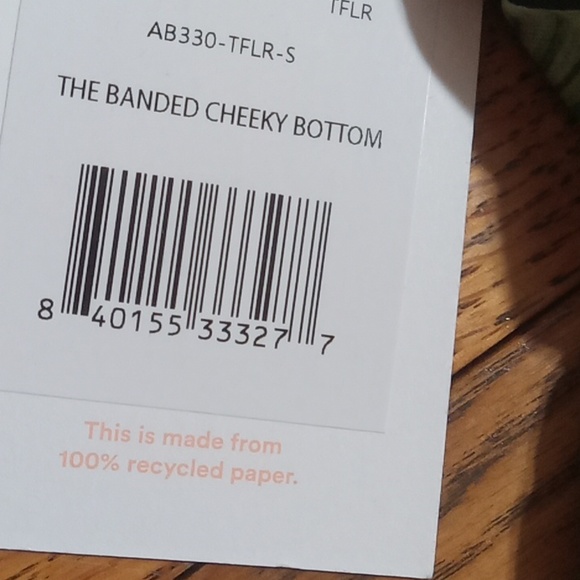 TFLR
AB330-TFLR-S
THE BANDED CHEEKY BOTTOM
8 40155 33327 7
This is made from
100% recycled paper.